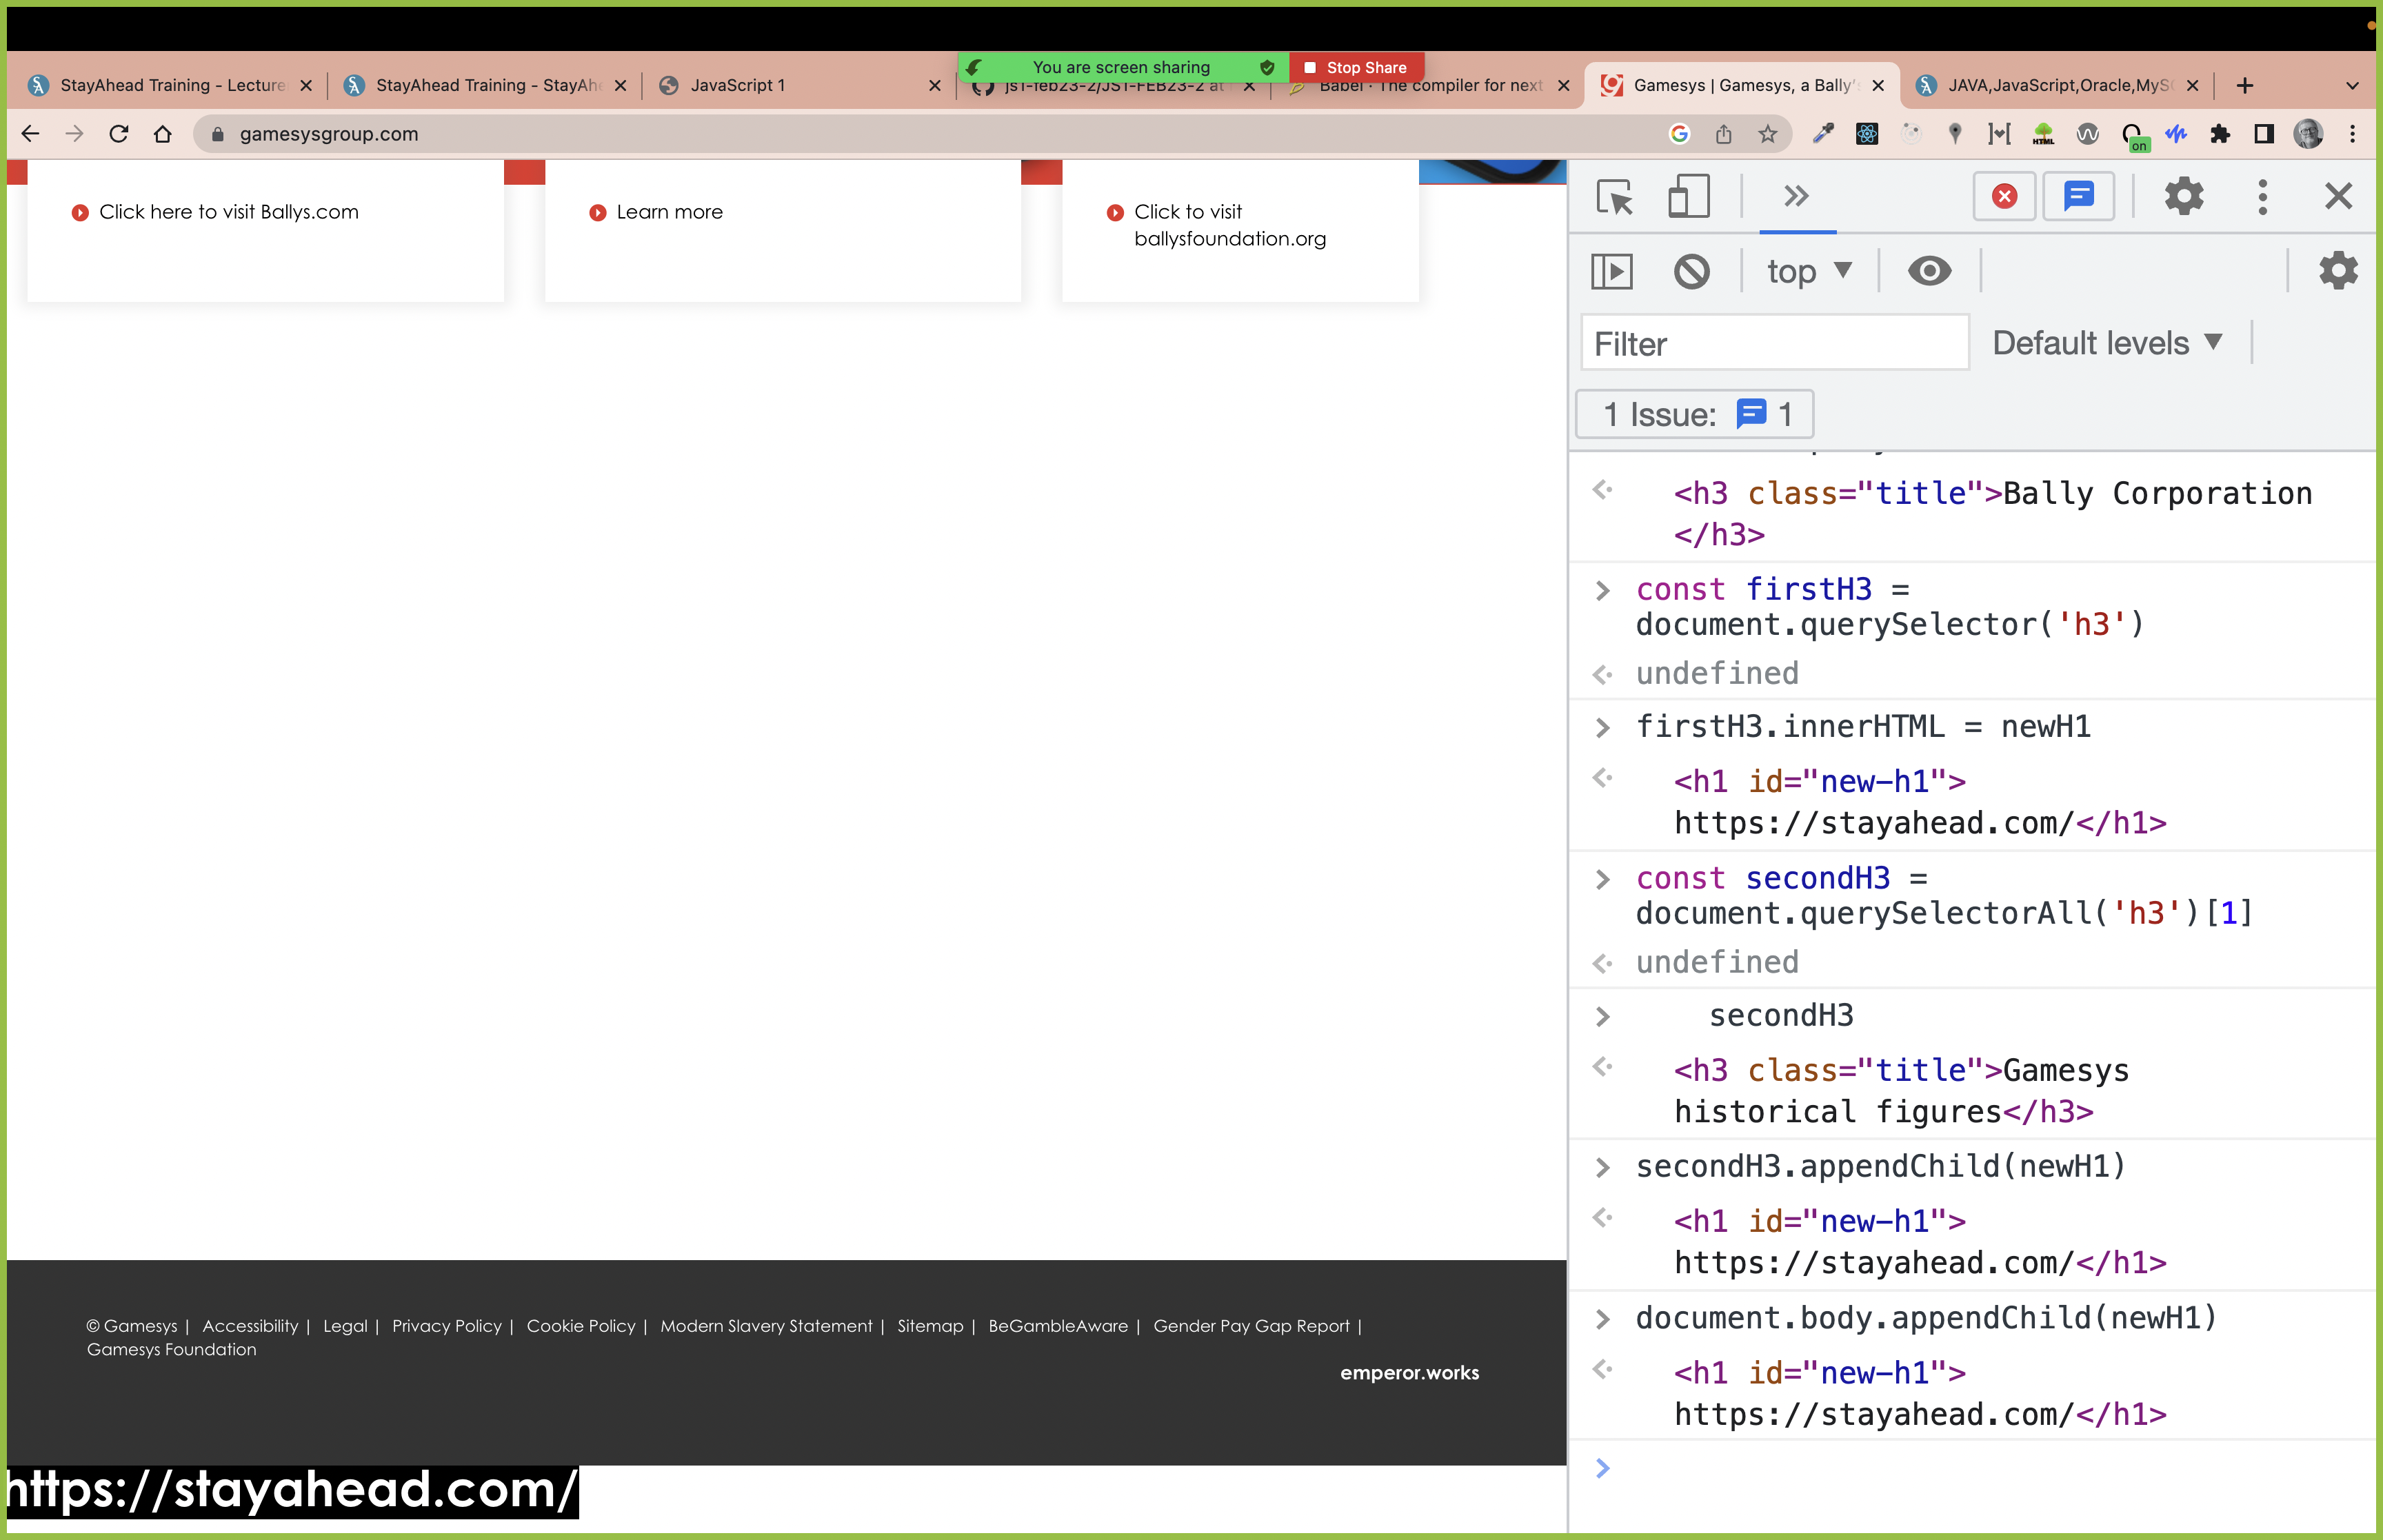 You are screen sharing
Stop Share
StayAhead Training - Lecture
StayAhead Training - StayAhe
JavaScript 1
js1-feb23-2/JS1-FEB23-2 at
Babel · The compiler for next
Gamesys | Gamesys, a Bally's
JAVA,JavaScript,Oracle,MyS
gamesysgroup.com
HTML
on
Click here to visit Ballys.com
Learn more
Click to visit
ballysfoundation.org
top
Filter
Default levels
1 Issue: 1
<h3 class="title">Bally Corporation
</h3>
const firstH3 =
document.querySelector('h3')
undefined
firstH3.innerHTML = newH1
<h1 id="new-h1">
https://stayahead.com/</h1>
const secondH3 =
document.querySelectorAll('h3')[1]
undefined
secondH3
<h3 class="title">Gamesys
historical figures</h3>
secondH3.appendChild(newH1)
<h1 id="new-h1">
https://stayahead.com/</h1>
document.body.appendChild(newH1)
<h1 id="new-h1">
https://stayahead.com/</h1>
© Gamesys | Accessibility | Legal | Privacy Policy | Cookie Policy | Modern Slavery Statement | Sitemap | BeGambleAware | Gender Pay Gap Report |
Gamesys Foundation
emperor.works
https://stayahead.com/